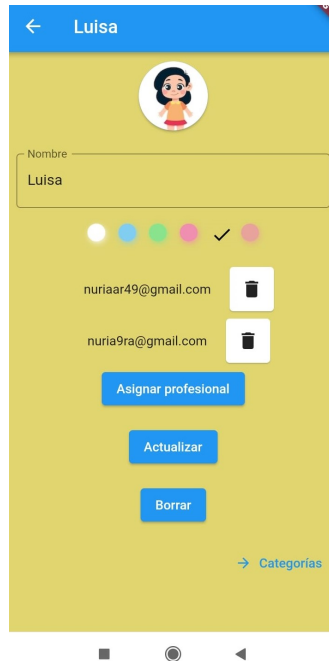 Luisa
Nombre
Luisa
nuriaar49@gmail.com
nuria9ra@gmail.com
Asignar profesional
Actualizar
Borrar
Categorías